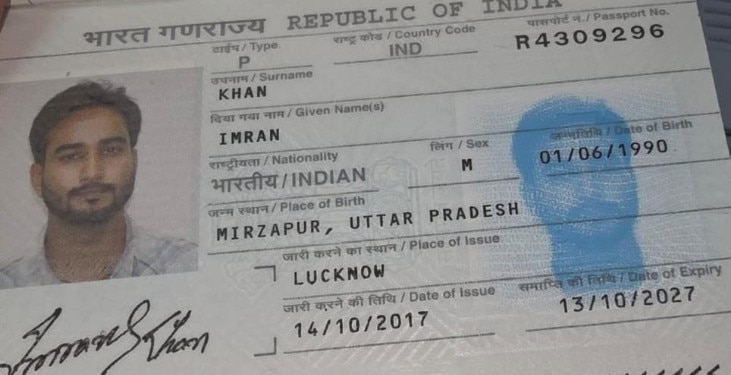 भारत गणराज्य REPUBLIC OF INDIA
टाईप / Type राष्ट्र कोड / Country Code पासपोर्ट नं. / Passport No.
P IND R4309296
उपनाम / Surname
KHAN
दिया गया नाम / Given Name(s)
IMRAN
राष्ट्रीयता / Nationality लिंग / Sex जन्मतिथि / Date of Birth
भारतीय / INDIAN M 01/06/1990
जन्म स्थान / Place of Birth
MIRZAPUR, UTTAR PRADESH
जारी करने का स्थान / Place of Issue
LUCKNOW
जारी करने की तिथि / Date of Issue समाप्ति की तिथि / Date of Expiry
14/10/2017 13/10/2027
Imran Khan